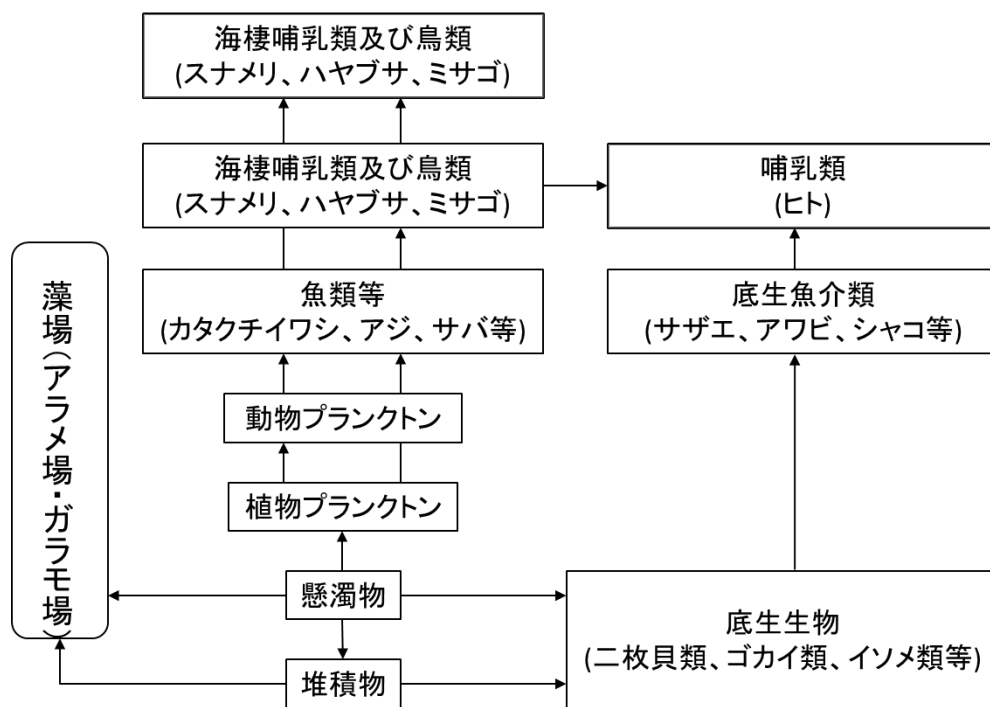 海棲哺乳類及び鳥類
(スナメリ、ハヤブサ、ミサゴ)
海棲哺乳類及び鳥類
(スナメリ、ハヤブサ、ミサゴ)
哺乳類
(ヒト)
藻場(アラメ場・ガラモ場)
魚類等
(カタクチイワシ、アジ、サバ等)
底生魚介類
(サザエ、アワビ、シャコ等)
動物プランクトン
植物プランクトン
懸濁物
底生生物
(二枚貝類、ゴカイ類、イソメ類等)
堆積物